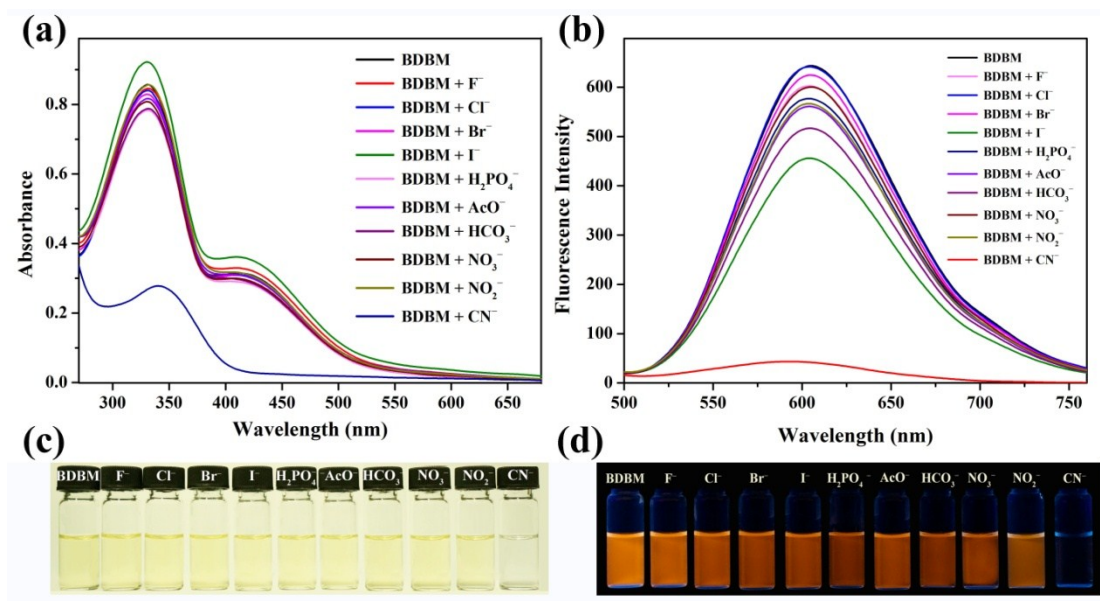 (a)
BDBM
BDBM + F⁻
BDBM + Cl⁻
BDBM + Br⁻
BDBM + I⁻
BDBM + H₂PO₄⁻
BDBM + AcO⁻
BDBM + HCO₃⁻
BDBM + NO₃⁻
BDBM + NO₂⁻
BDBM + CN⁻
Absorbance
0.8
0.6
0.4
0.2
0.0
300 350 400 450 500 550 600 650
Wavelength (nm)
(b)
BDBM
BDBM + F⁻
BDBM + Cl⁻
BDBM + Br⁻
BDBM + I⁻
BDBM + H₂PO₄⁻
BDBM + AcO⁻
BDBM + HCO₃⁻
BDBM + NO₃⁻
BDBM + NO₂⁻
BDBM + CN⁻
Fluorescence Intensity
600
500
400
300
200
100
0
500 550 600 650 700 750
Wavelength (nm)
(c)
BDBM F⁻ Cl⁻ Br⁻ I⁻ H₂PO₄⁻ AcO⁻ HCO₃⁻ NO₃⁻ NO₂⁻ CN⁻
(d)
BDBM F⁻ Cl⁻ Br⁻ I⁻ H₂PO₄⁻ AcO⁻ HCO₃⁻ NO₃⁻ NO₂⁻ CN⁻